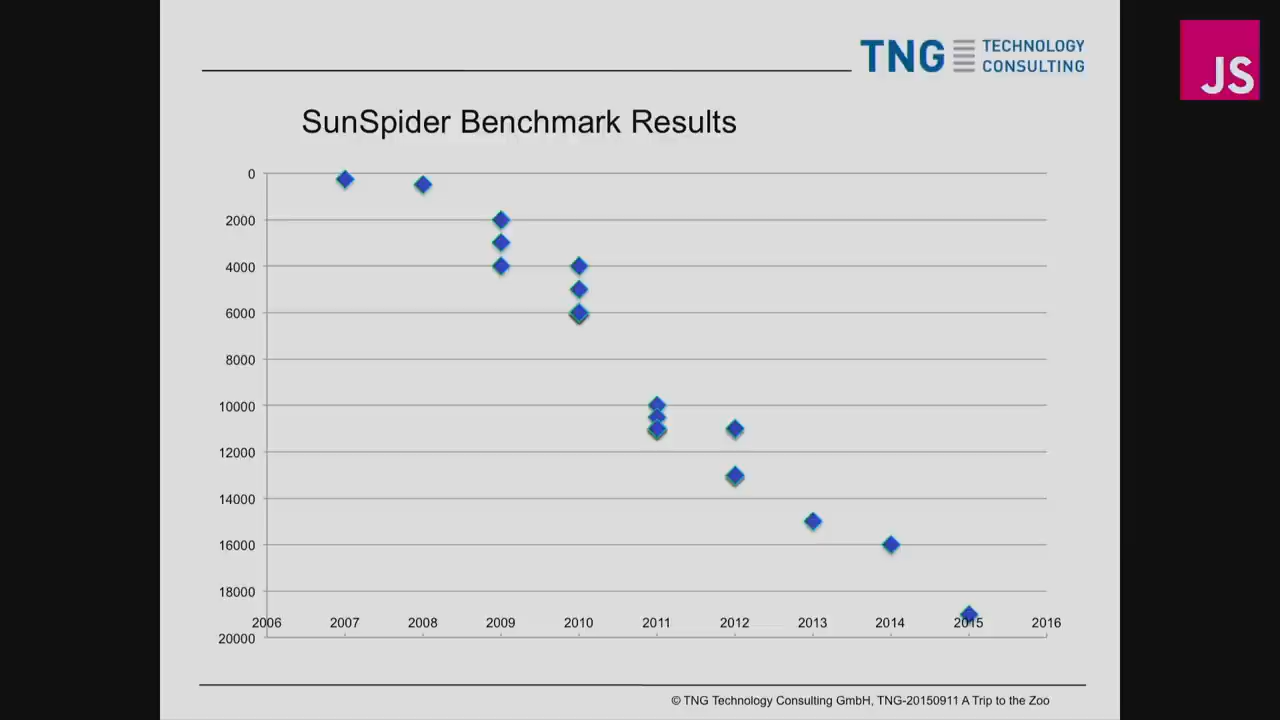 TNG TECHNOLOGY
CONSULTING
JS
SunSpider Benchmark Results
0
2000
4000
6000
8000
10000
12000
14000
16000
18000
20000
2006 2007 2008 2009 2010 2011 2012 2013 2014 2015 2016
© TNG Technology Consulting GmbH, TNG-20150911 A Trip to the Zoo